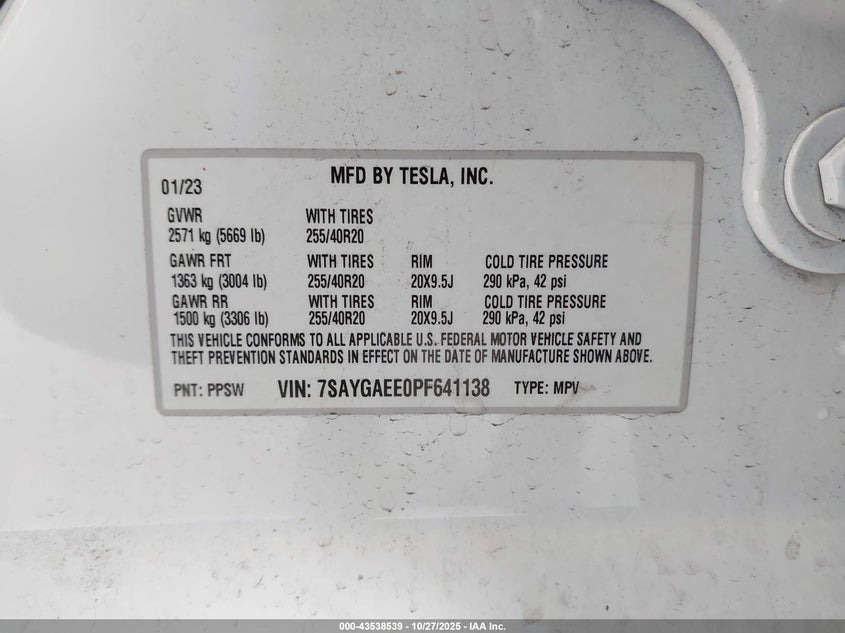 MFD BY TESLA, INC.
01/23
GVWR WITH TIRES
2571 kg (5669 lb) 255/40R20
GAWR FRT WITH TIRES RIM COLD TIRE PRESSURE
1363 kg (3004 lb) 255/40R20 20X9.5J 290 kPa, 42 psi
GAWR RR WITH TIRES RIM COLD TIRE PRESSURE
1500 kg (3306 lb) 255/40R20 20X9.5J 290 kPa, 42 psi
THIS VEHICLE CONFORMS TO ALL APPLICABLE U.S. FEDERAL MOTOR VEHICLE SAFETY AND
THEFT PREVENTION STANDARDS IN EFFECT ON THE DATE OF MANUFACTURE SHOWN ABOVE.
PNT: PPSW VIN: 7SAYGAEE0PF641138 TYPE: MPV
000-43538539 - 10/27/2025 - IAA Inc.